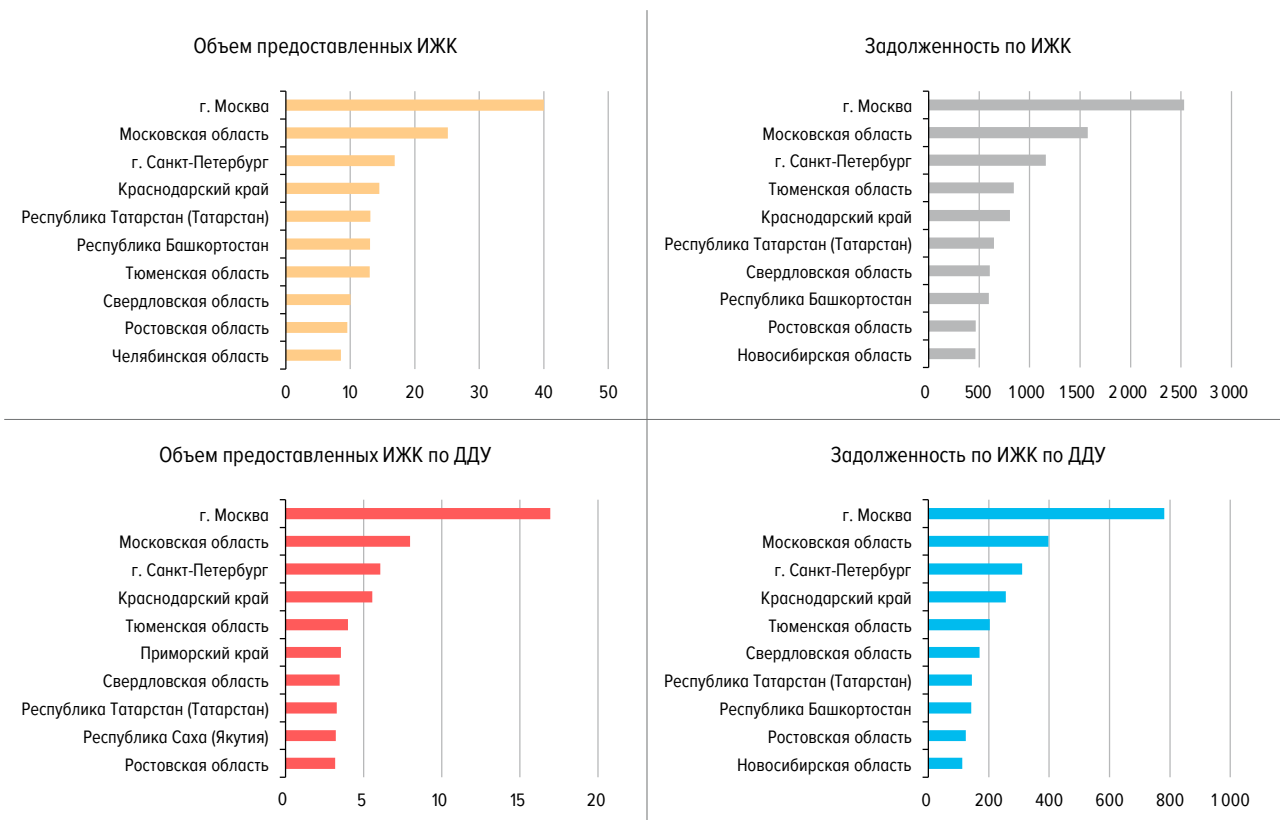 Объем предоставленных ИЖК
г. Москва
Московская область
г. Санкт-Петербург
Краснодарский край
Республика Татарстан (Татарстан)
Республика Башкортостан
Тюменская область
Свердловская область
Ростовская область
Челябинская область
0 10 20 30 40 50
Задолженность по ИЖК
г. Москва
Московская область
г. Санкт-Петербург
Тюменская область
Краснодарский край
Республика Татарстан (Татарстан)
Свердловская область
Республика Башкортостан
Ростовская область
Новосибирская область
0 500 1 000 1 500 2 000 2 500 3 000
Объем предоставленных ИЖК по ДДУ
г. Москва
Московская область
г. Санкт-Петербург
Краснодарский край
Тюменская область
Приморский край
Свердловская область
Республика Татарстан (Татарстан)
Республика Саха (Якутия)
Ростовская область
0 5 10 15 20
Задолженность по ИЖК по ДДУ
г. Москва
Московская область
г. Санкт-Петербург
Краснодарский край
Тюменская область
Свердловская область
Республика Татарстан (Татарстан)
Республика Башкортостан
Ростовская область
Новосибирская область
0 200 400 600 800 1 000